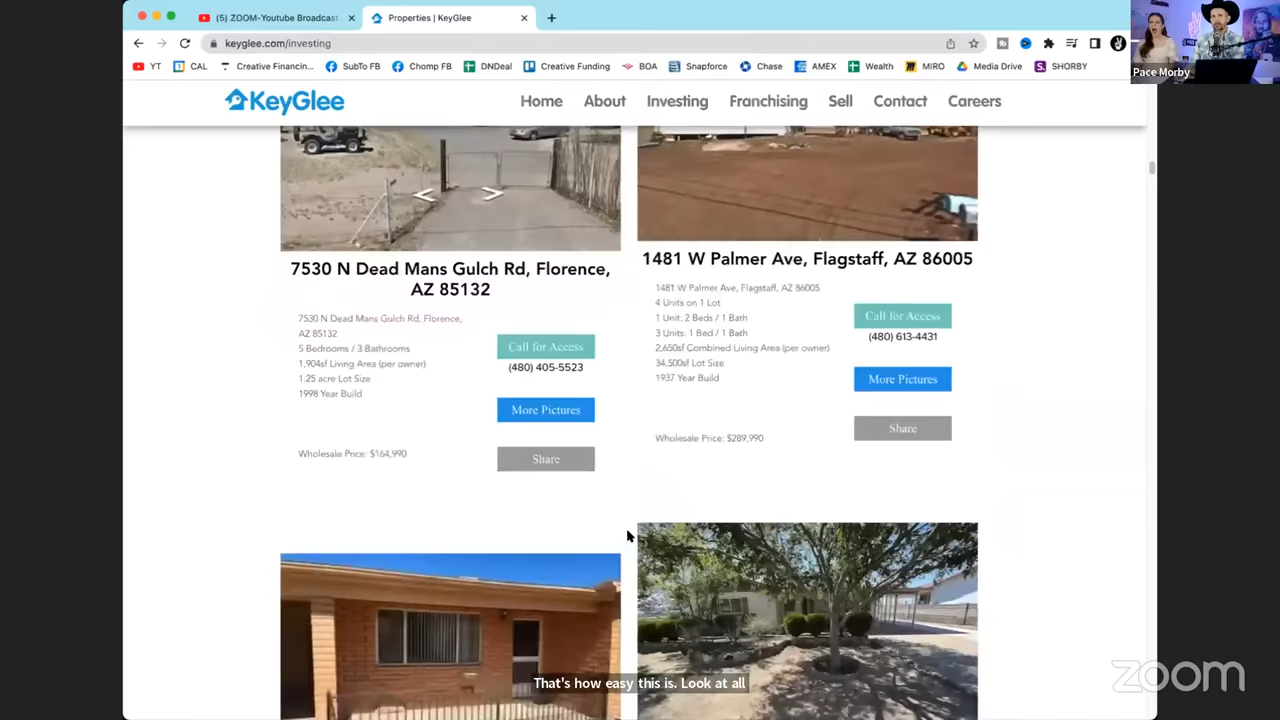 (5) ZOOM-Youtube Broadcast
Properties | KeyGlee
keyglee.com/investing
YT
CAL
Creative Financin...
SubTo FB
Chomp FB
DNDeal
Creative Funding
BOA
Snapforce
Chase
AMEX
Wealth
MIRO
Media Drive
SHORBY
Pace Morby
KeyGlee
Home
About
Investing
Franchising
Sell
Contact
Careers
7530 N Dead Mans Gulch Rd, Florence,
AZ 85132
7530 N Dead Mans Gulch Rd, Florence,
AZ 85132
5 Bedrooms / 3 Bathrooms
1,904sf Living Area (per owner)
1.25 acre Lot Size
1998 Year Build
Wholesale Price: $164,990
Call for Access
(480) 405-5523
More Pictures
Share
1481 W Palmer Ave, Flagstaff, AZ 86005
1481 W Palmer Ave, Flagstaff, AZ 86005
4 Units on 1 Lot
1 Unit: 2 Beds / 1 Bath
3 Units: 1 Bed / 1 Bath
2,650sf Combined Living Area (per owner)
34,500sf Lot Size
1937 Year Build
Wholesale Price: $289,990
Call for Access
(480) 613-4431
More Pictures
Share
That's how easy this is. Look at all
zoom